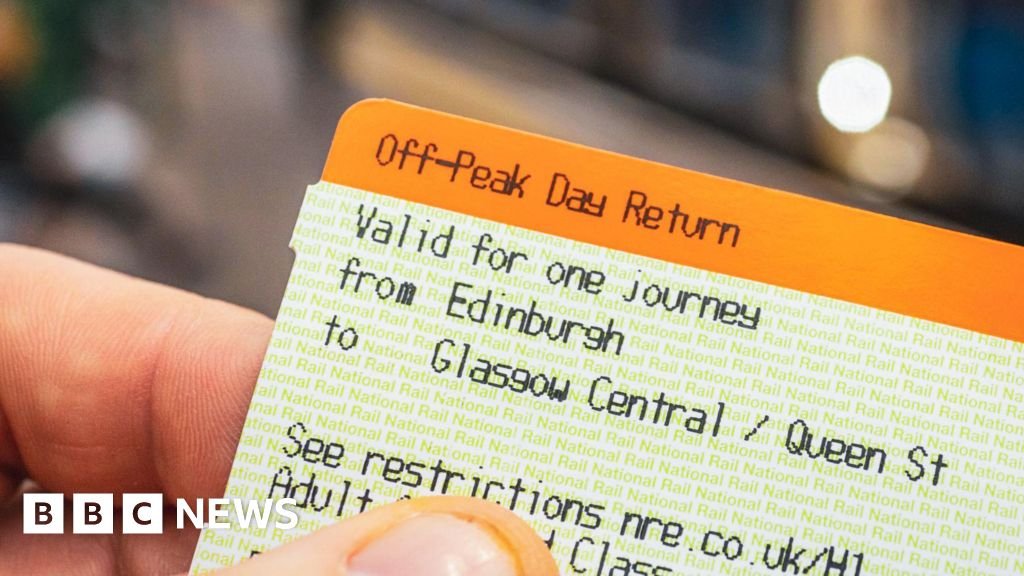 Off-Peak Day Return
Valid for one journey
from Edinburgh
to Glasgow Central / Queen St
See restrictions nre.co.uk/H1
Adult
Class
BBC NEWS